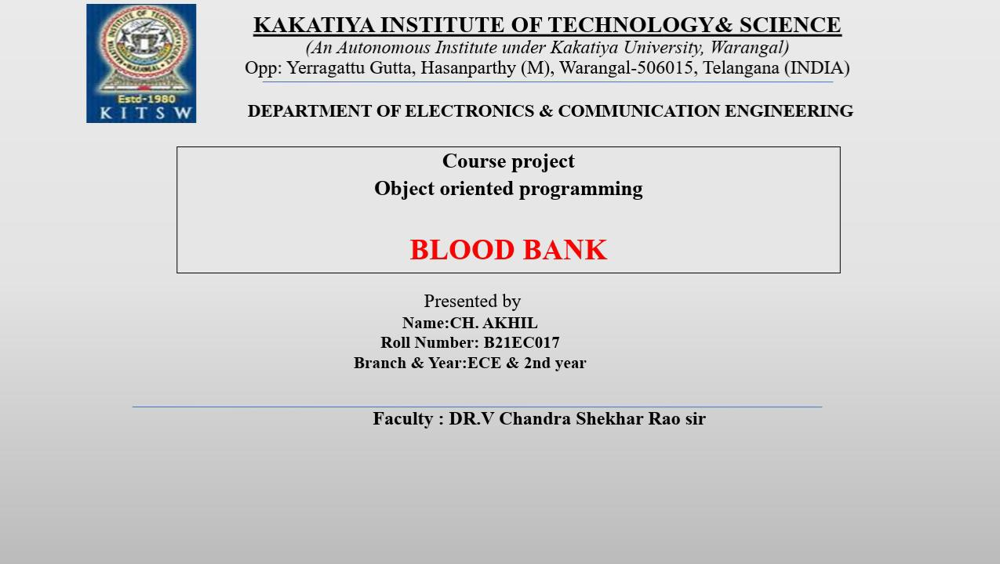 KAKATIYA INSTITUTE OF TECHNOLOGY& SCIENCE
(An Autonomous Institute under Kakatiya University, Warangal)
Opp: Yerragattu Gutta, Hasanparthy (M), Warangal-506015, Telangana (INDIA)
Estd-1980
KITSW
DEPARTMENT OF ELECTRONICS & COMMUNICATION ENGINEERING
Course project
Object oriented programming
BLOOD BANK
Presented by
Name:CH. AKHIL
Roll Number: B21EC017
Branch & Year:ECE & 2nd year
Faculty : DR.V Chandra Shekhar Rao sir